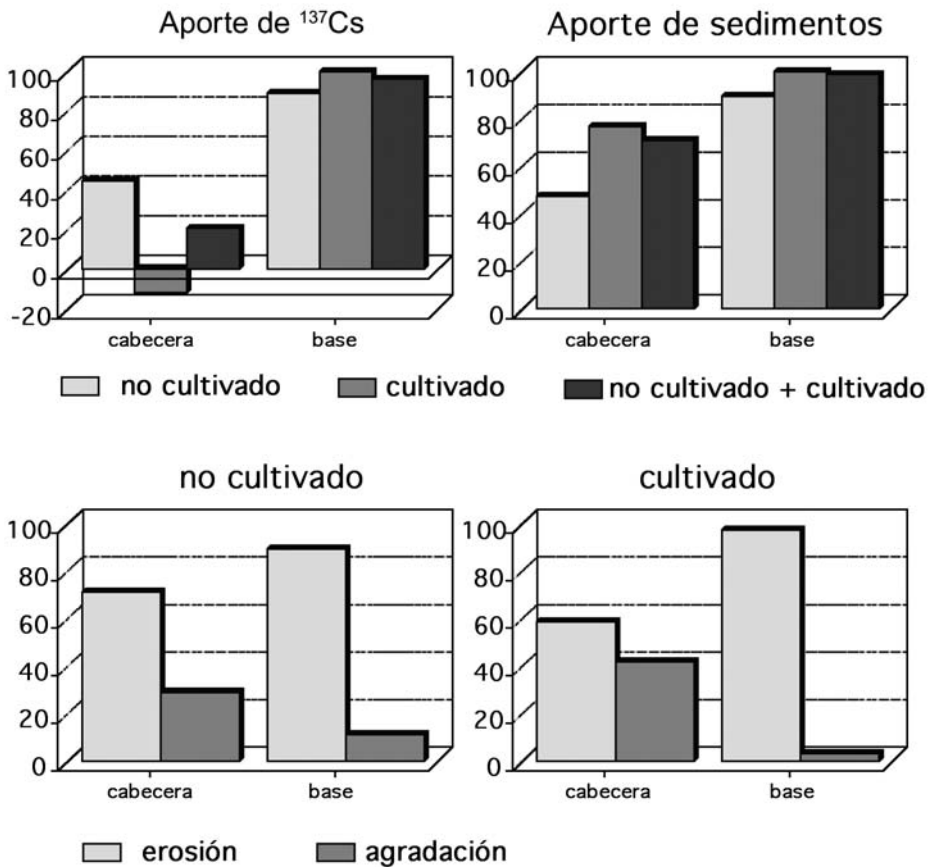 Aporte de ¹³⁷Cs
100
80
60
40
20
0
-20
cabecera base
Aporte de sedimentos
100
80
60
40
20
0
cabecera base
no cultivado cultivado no cultivado + cultivado
no cultivado
100
80
60
40
20
0
cabecera base
cultivado
100
80
60
40
20
0
cabecera base
erosión agradación